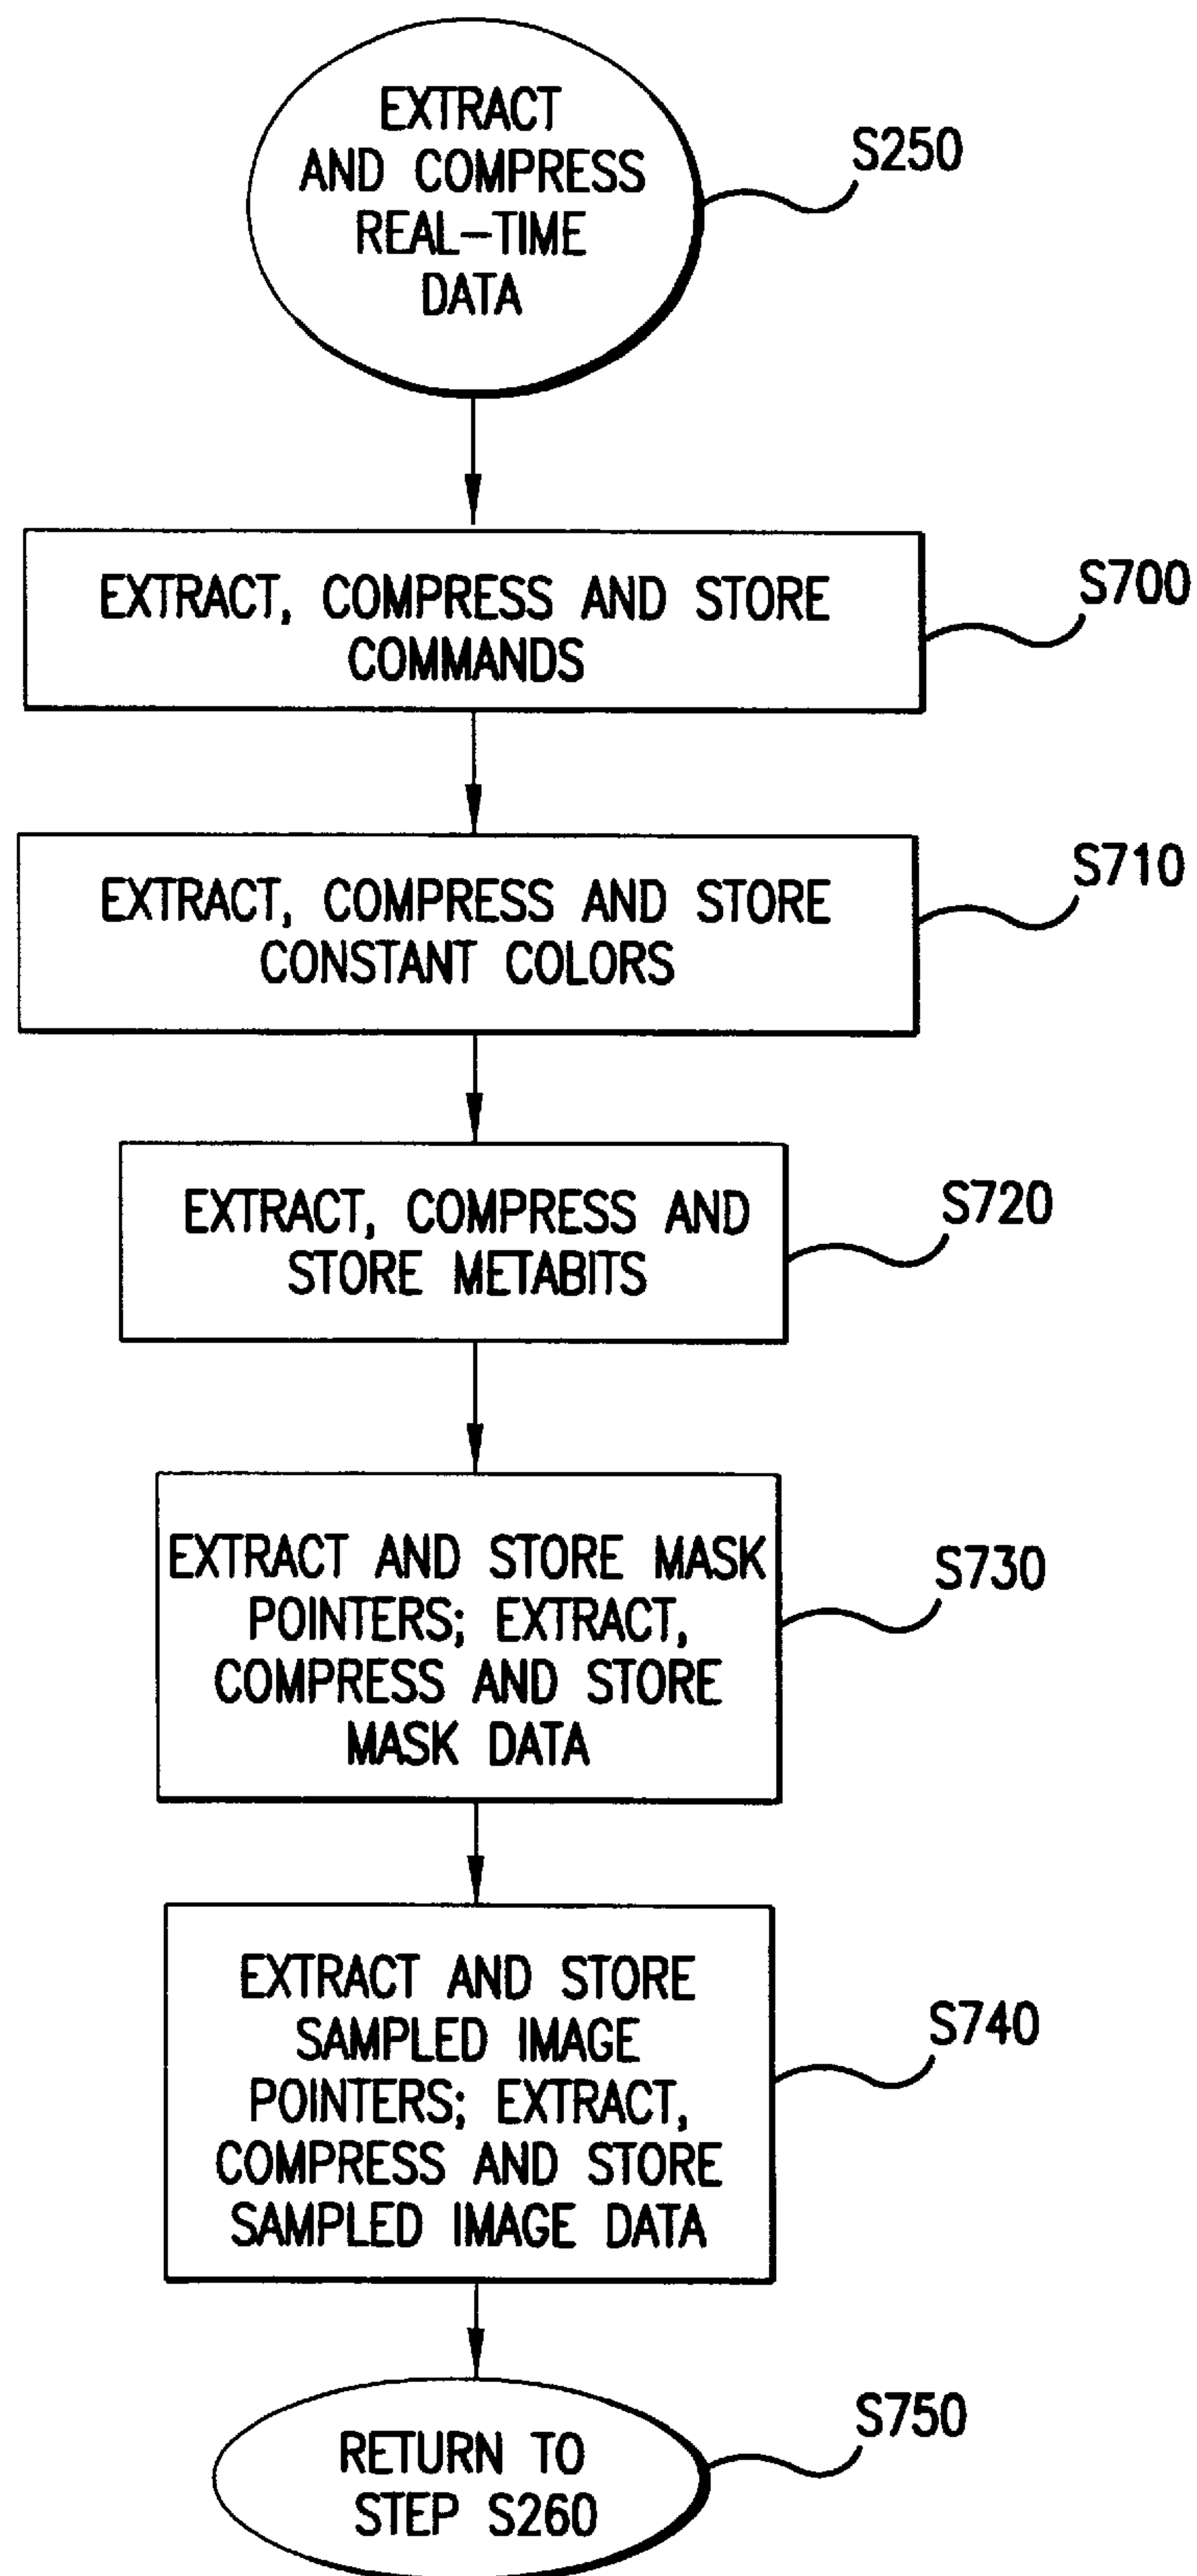 EXTRACT
AND COMPRESS
REAL-TIME
DATA
S250
EXTRACT, COMPRESS AND STORE
COMMANDS
S700
EXTRACT, COMPRESS AND STORE
CONSTANT COLORS
S710
EXTRACT, COMPRESS AND
STORE METABITS
S720
EXTRACT AND STORE MASK
POINTERS; EXTRACT,
COMPRESS AND STORE
MASK DATA
S730
EXTRACT AND STORE
SAMPLED IMAGE
POINTERS; EXTRACT,
COMPRESS AND STORE
SAMPLED IMAGE DATA
S740
RETURN TO
STEP S260
S750